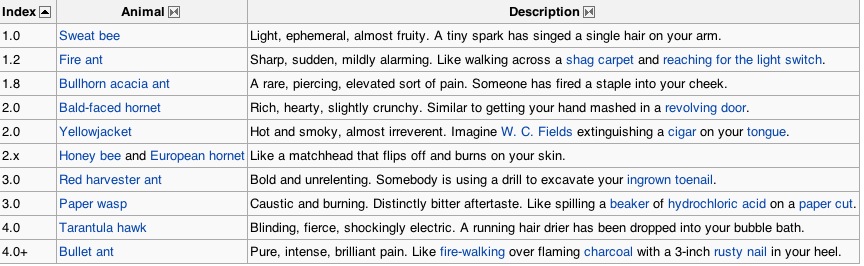 Index Animal Description
1.0 Sweat bee Light, ephemeral, almost fruity. A tiny spark has singed a single hair on your arm.
1.2 Fire ant Sharp, sudden, mildly alarming. Like walking across a shag carpet and reaching for the light switch.
1.8 Bullhorn acacia ant A rare, piercing, elevated sort of pain. Someone has fired a staple into your cheek.
2.0 Bald-faced hornet Rich, hearty, slightly crunchy. Similar to getting your hand mashed in a revolving door.
2.0 Yellowjacket Hot and smoky, almost irreverent. Imagine W. C. Fields extinguishing a cigar on your tongue.
2.x Honey bee and European hornet Like a matchhead that flips off and burns on your skin.
3.0 Red harvester ant Bold and unrelenting. Somebody is using a drill to excavate your ingrown toenail.
3.0 Paper wasp Caustic and burning. Distinctly bitter aftertaste. Like spilling a beaker of hydrochloric acid on a paper cut.
4.0 Tarantula hawk Blinding, fierce, shockingly electric. A running hair drier has been dropped into your bubble bath.
4.0+ Bullet ant Pure, intense, brilliant pain. Like fire-walking over flaming charcoal with a 3-inch rusty nail in your heel.